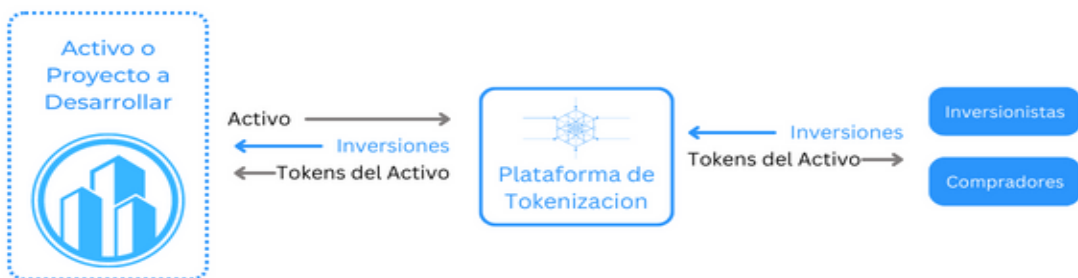 Activo o
Proyecto a
Desarrollar
Activo
Inversiones
Tokens del Activo
Plataforma de
Tokenizacion
Inversiones
Tokens del Activo
Inversionistas
Compradores